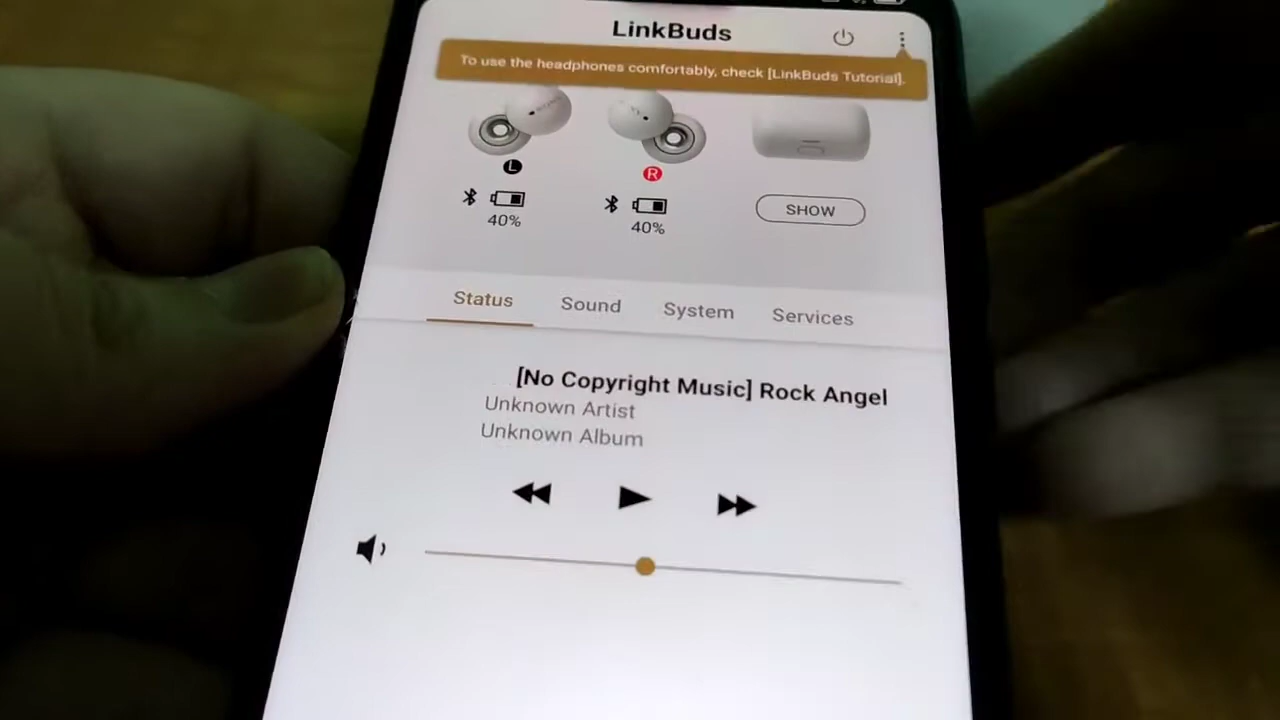 LinkBuds
To use the headphones comfortably, check [LinkBuds Tutorial].
L
R
40%
40%
SHOW
Status
Sound
System
Services
[No Copyright Music] Rock Angel
Unknown Artist
Unknown Album